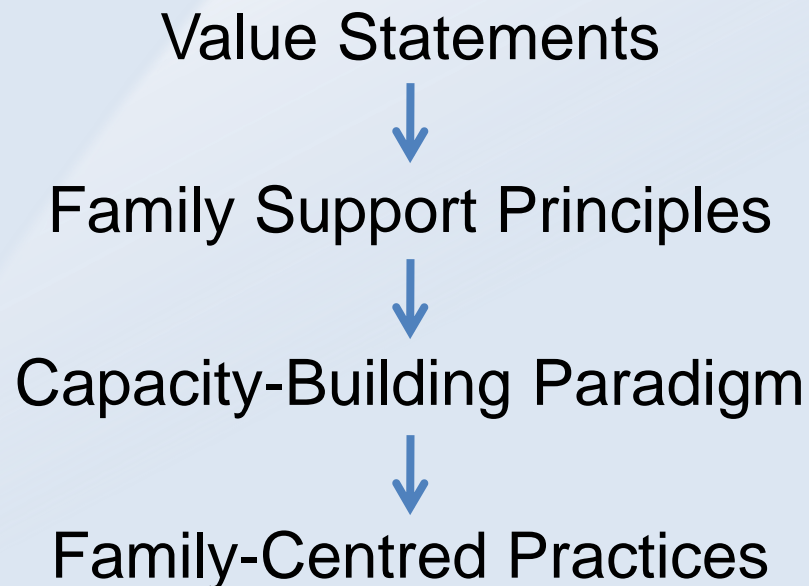 Value Statements
Family Support Principles
Capacity-Building Paradigm
Family-Centred Practices